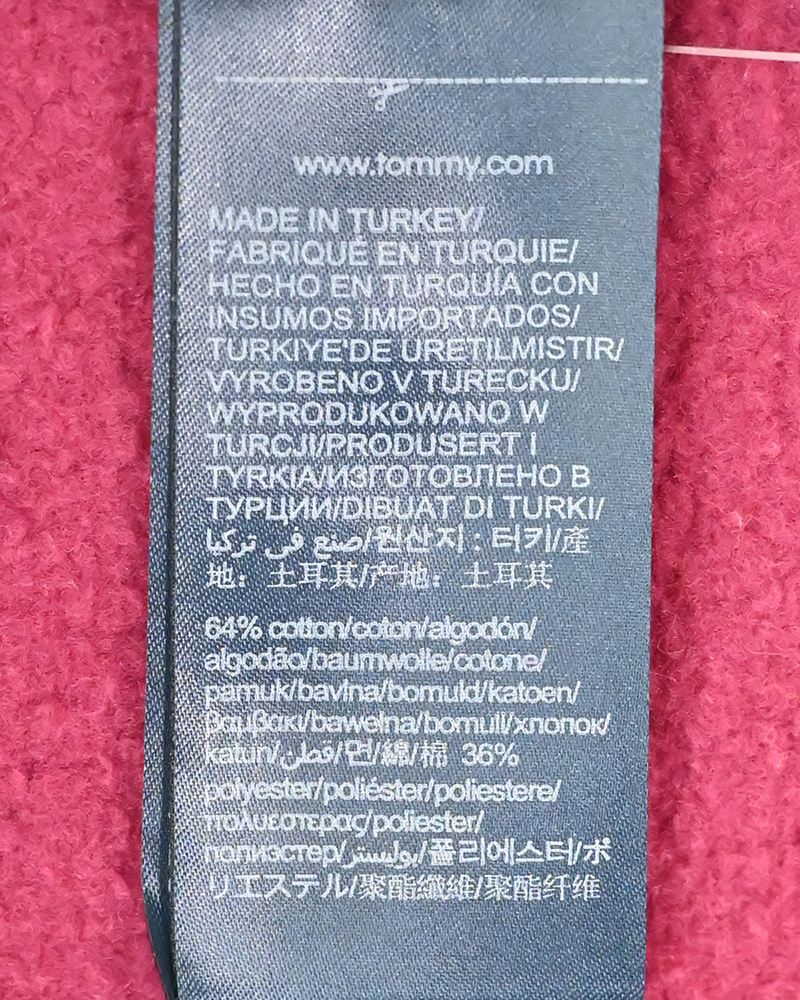 www.tommy.com
MADE IN TURKEY/
FABRIQUÉ EN TURQUIE/
HECHO EN TURQUÍA CON
INSUMOS IMPORTADOS/
TURKIYE'DE URETILMISTIR/
VYROBENO V TURECKU/
WYPRODUKOWANO W
TURCJI/PRODUSERT I
TYRKIA/ИЗГОТОВЛЕНО В
ТУРЦИИ/DIBUAT DI TURKI/
صنع في تركيا/원산지 : 터키/產
地：土耳其/产地：土耳其
64% cotton/coton/algodón/
algodão/baumwolle/cotone/
pamuk/bavlna/bomuld/katoen/
βαμβακι/bawełna/bomull/хлопок/
katun/قطن/면/綿/棉 36%
polyester/poliéster/poliestere/
πολυεστερας/poliester/
полиэстер/بوليستر/폴리에스터/ポ
リエステル/聚酯纖維/聚酯纤维